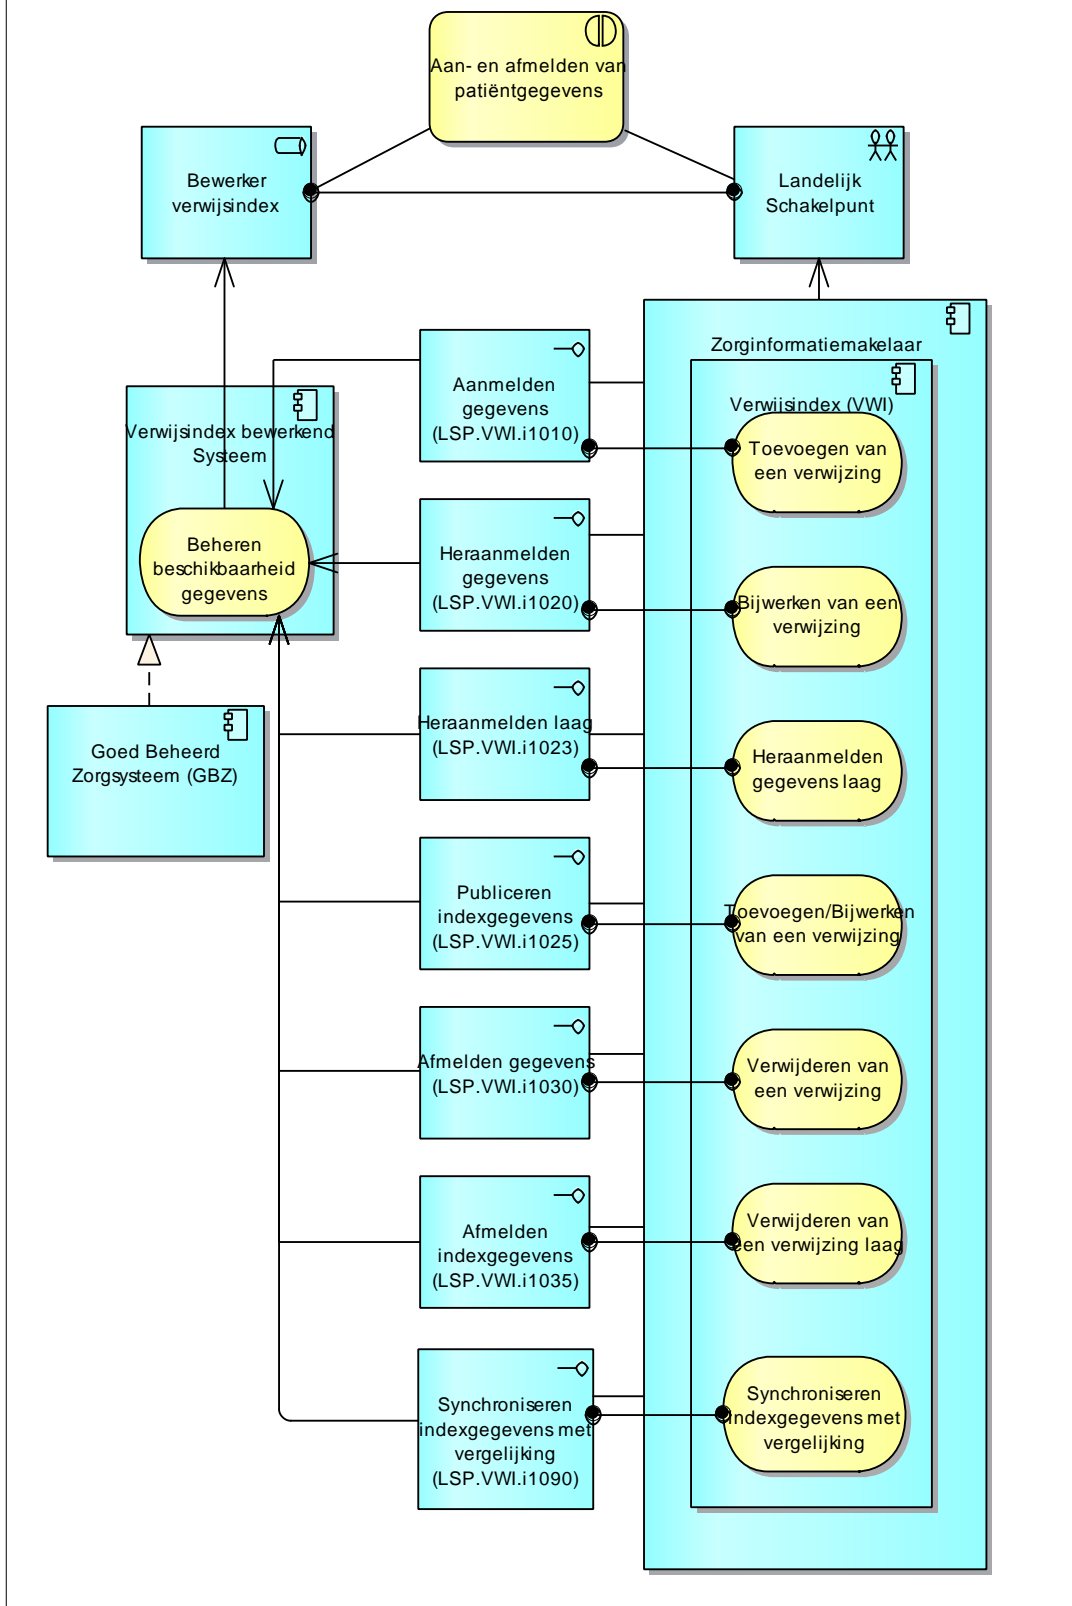 Aan- en afmelden van
patiëntgegevens
Bewerker
verwijsindex
Landelijk
Schakelpunt
Zorginformatiemakelaar
Verwijsindex (VWI)
Verwijsindex bewerkend
Systeem
Beheren
beschikbaarheid
gegevens
Goed Beheerd
Zorgsysteem (GBZ)
Aanmelden
gegevens
(LSP.VWI.i1010)
Toevoegen van
een verwijzing
Heraanmelden
gegevens
(LSP.VWI.i1020)
Bijwerken van een
verwijzing
Heraanmelden laag
(LSP.VWI.i1023)
Heraanmelden
gegevens laag
Publiceren
indexgegevens
(LSP.VWI.i1025)
Toevoegen/Bijwerken
van een verwijzing
Afmelden gegevens
(LSP.VWI.i1030)
Verwijderen van
een verwijzing
Afmelden
indexgegevens
(LSP.VWI.i1035)
Verwijderen van
een verwijzing laag
Synchroniseren
indexgegevens met
vergelijking
(LSP.VWI.i1090)
Synchroniseren
indexgegevens met
vergelijking